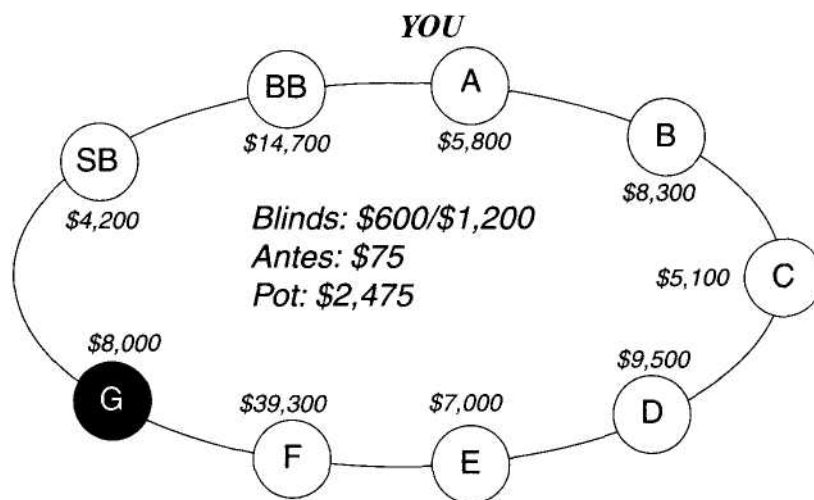 YOU
BB
A
$14,700
$5,800
SB
$4,200
B
$8,300
Blinds: $600/$1,200
Antes: $75
Pot: $2,475
C
$5,100
$8,000
G
$39,300
F
$7,000
E
$9,500
D